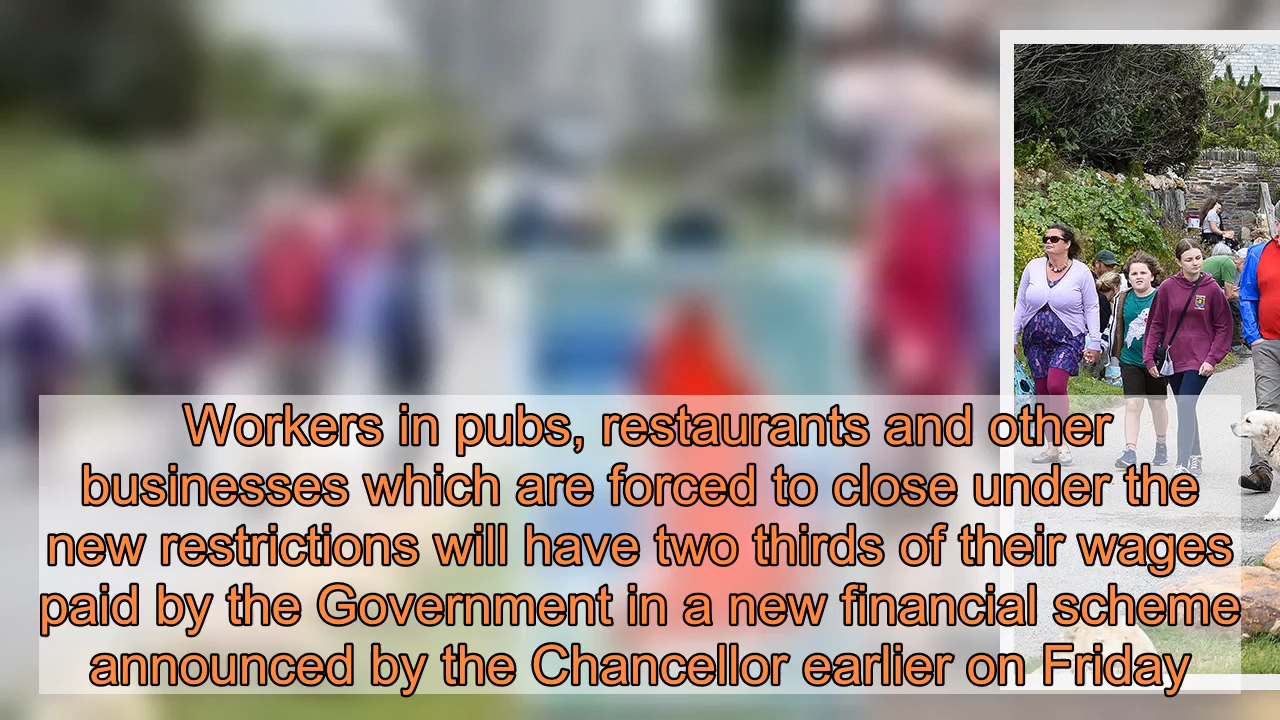 Workers in pubs, restaurants and other
businesses which are forced to close under the
new restrictions will have two thirds of their wages
paid by the Government in a new financial scheme
announced by the Chancellor earlier on Friday